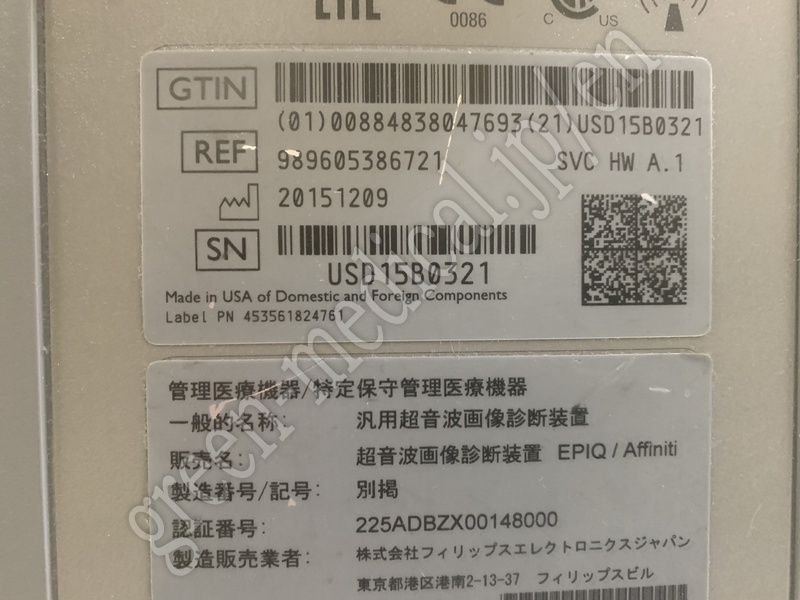 EAC
0086
C US
GTIN
(01)00884838047693(21)USD15B0321
REF 989605386721 SVC HW A.1
20151209
SN
USD15B0321
Made in USA of Domestic and Foreign Components
Label PN 453561824761
管理医療機器/特定保守管理医療機器
一般的名称: 汎用超音波画像診断装置
販売名: 超音波画像診断装置 EPIQ / Affiniti
製造番号/記号: 別掲
認証番号: 225ADBZX00148000
製造販売業者: 株式会社フィリップスエレクトロニクスジャパン
東京都港区港南2-13-37 フィリップスビル
green-medical.jp/en